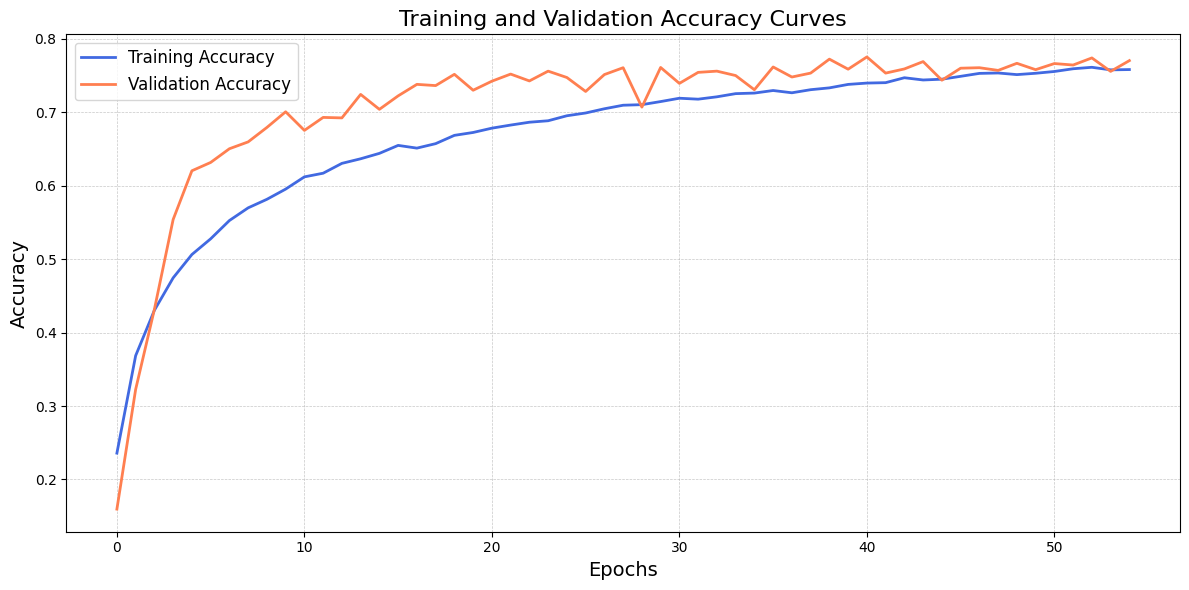 Training and Validation Accuracy Curves
Training Accuracy
Validation Accuracy
0.8
0.7
0.6
0.5
0.4
0.3
0.2
Accuracy
0 10 20 30 40 50
Epochs